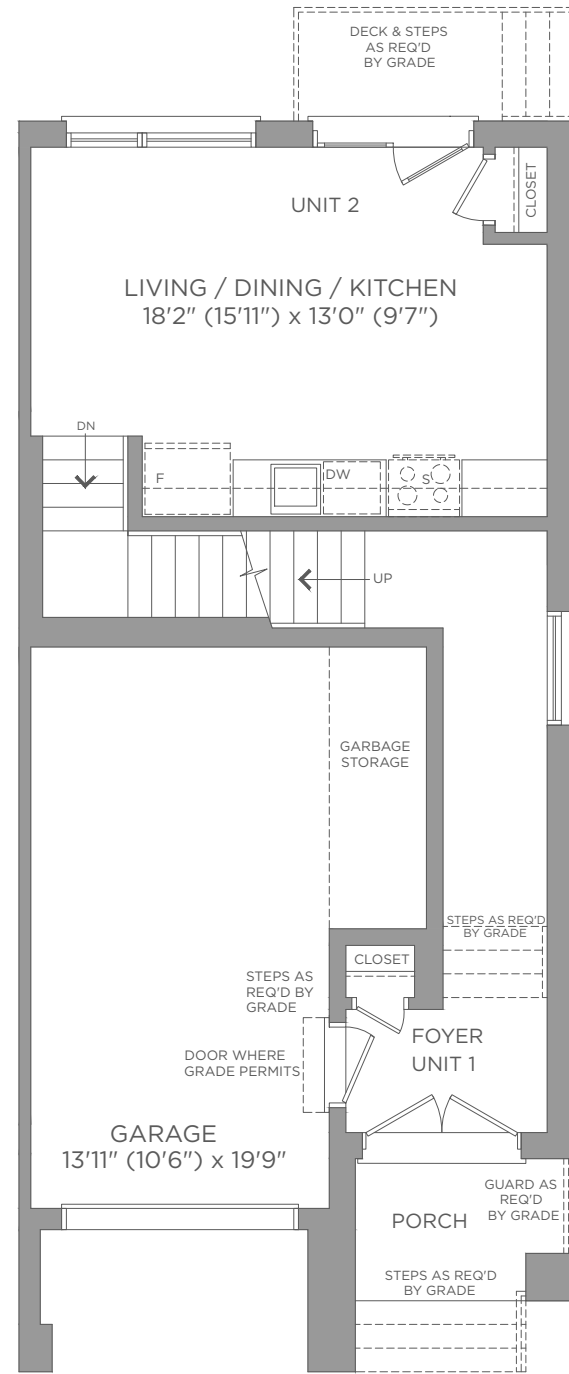 DECK & STEPS
AS REQ'D
BY GRADE
CLOSET
UNIT 2
LIVING / DINING / KITCHEN
18'2" (15'11") x 13'0" (9'7")
DN
F
DW
S
UP
GARBAGE
STORAGE
STEPS AS REQ'D
BY GRADE
CLOSET
STEPS AS
REQ'D BY
GRADE
FOYER
UNIT 1
DOOR WHERE
GRADE PERMITS
GARAGE
13'11" (10'6") x 19'9"
GUARD AS
REQ'D
BY GRADE
PORCH
STEPS AS REQ'D
BY GRADE